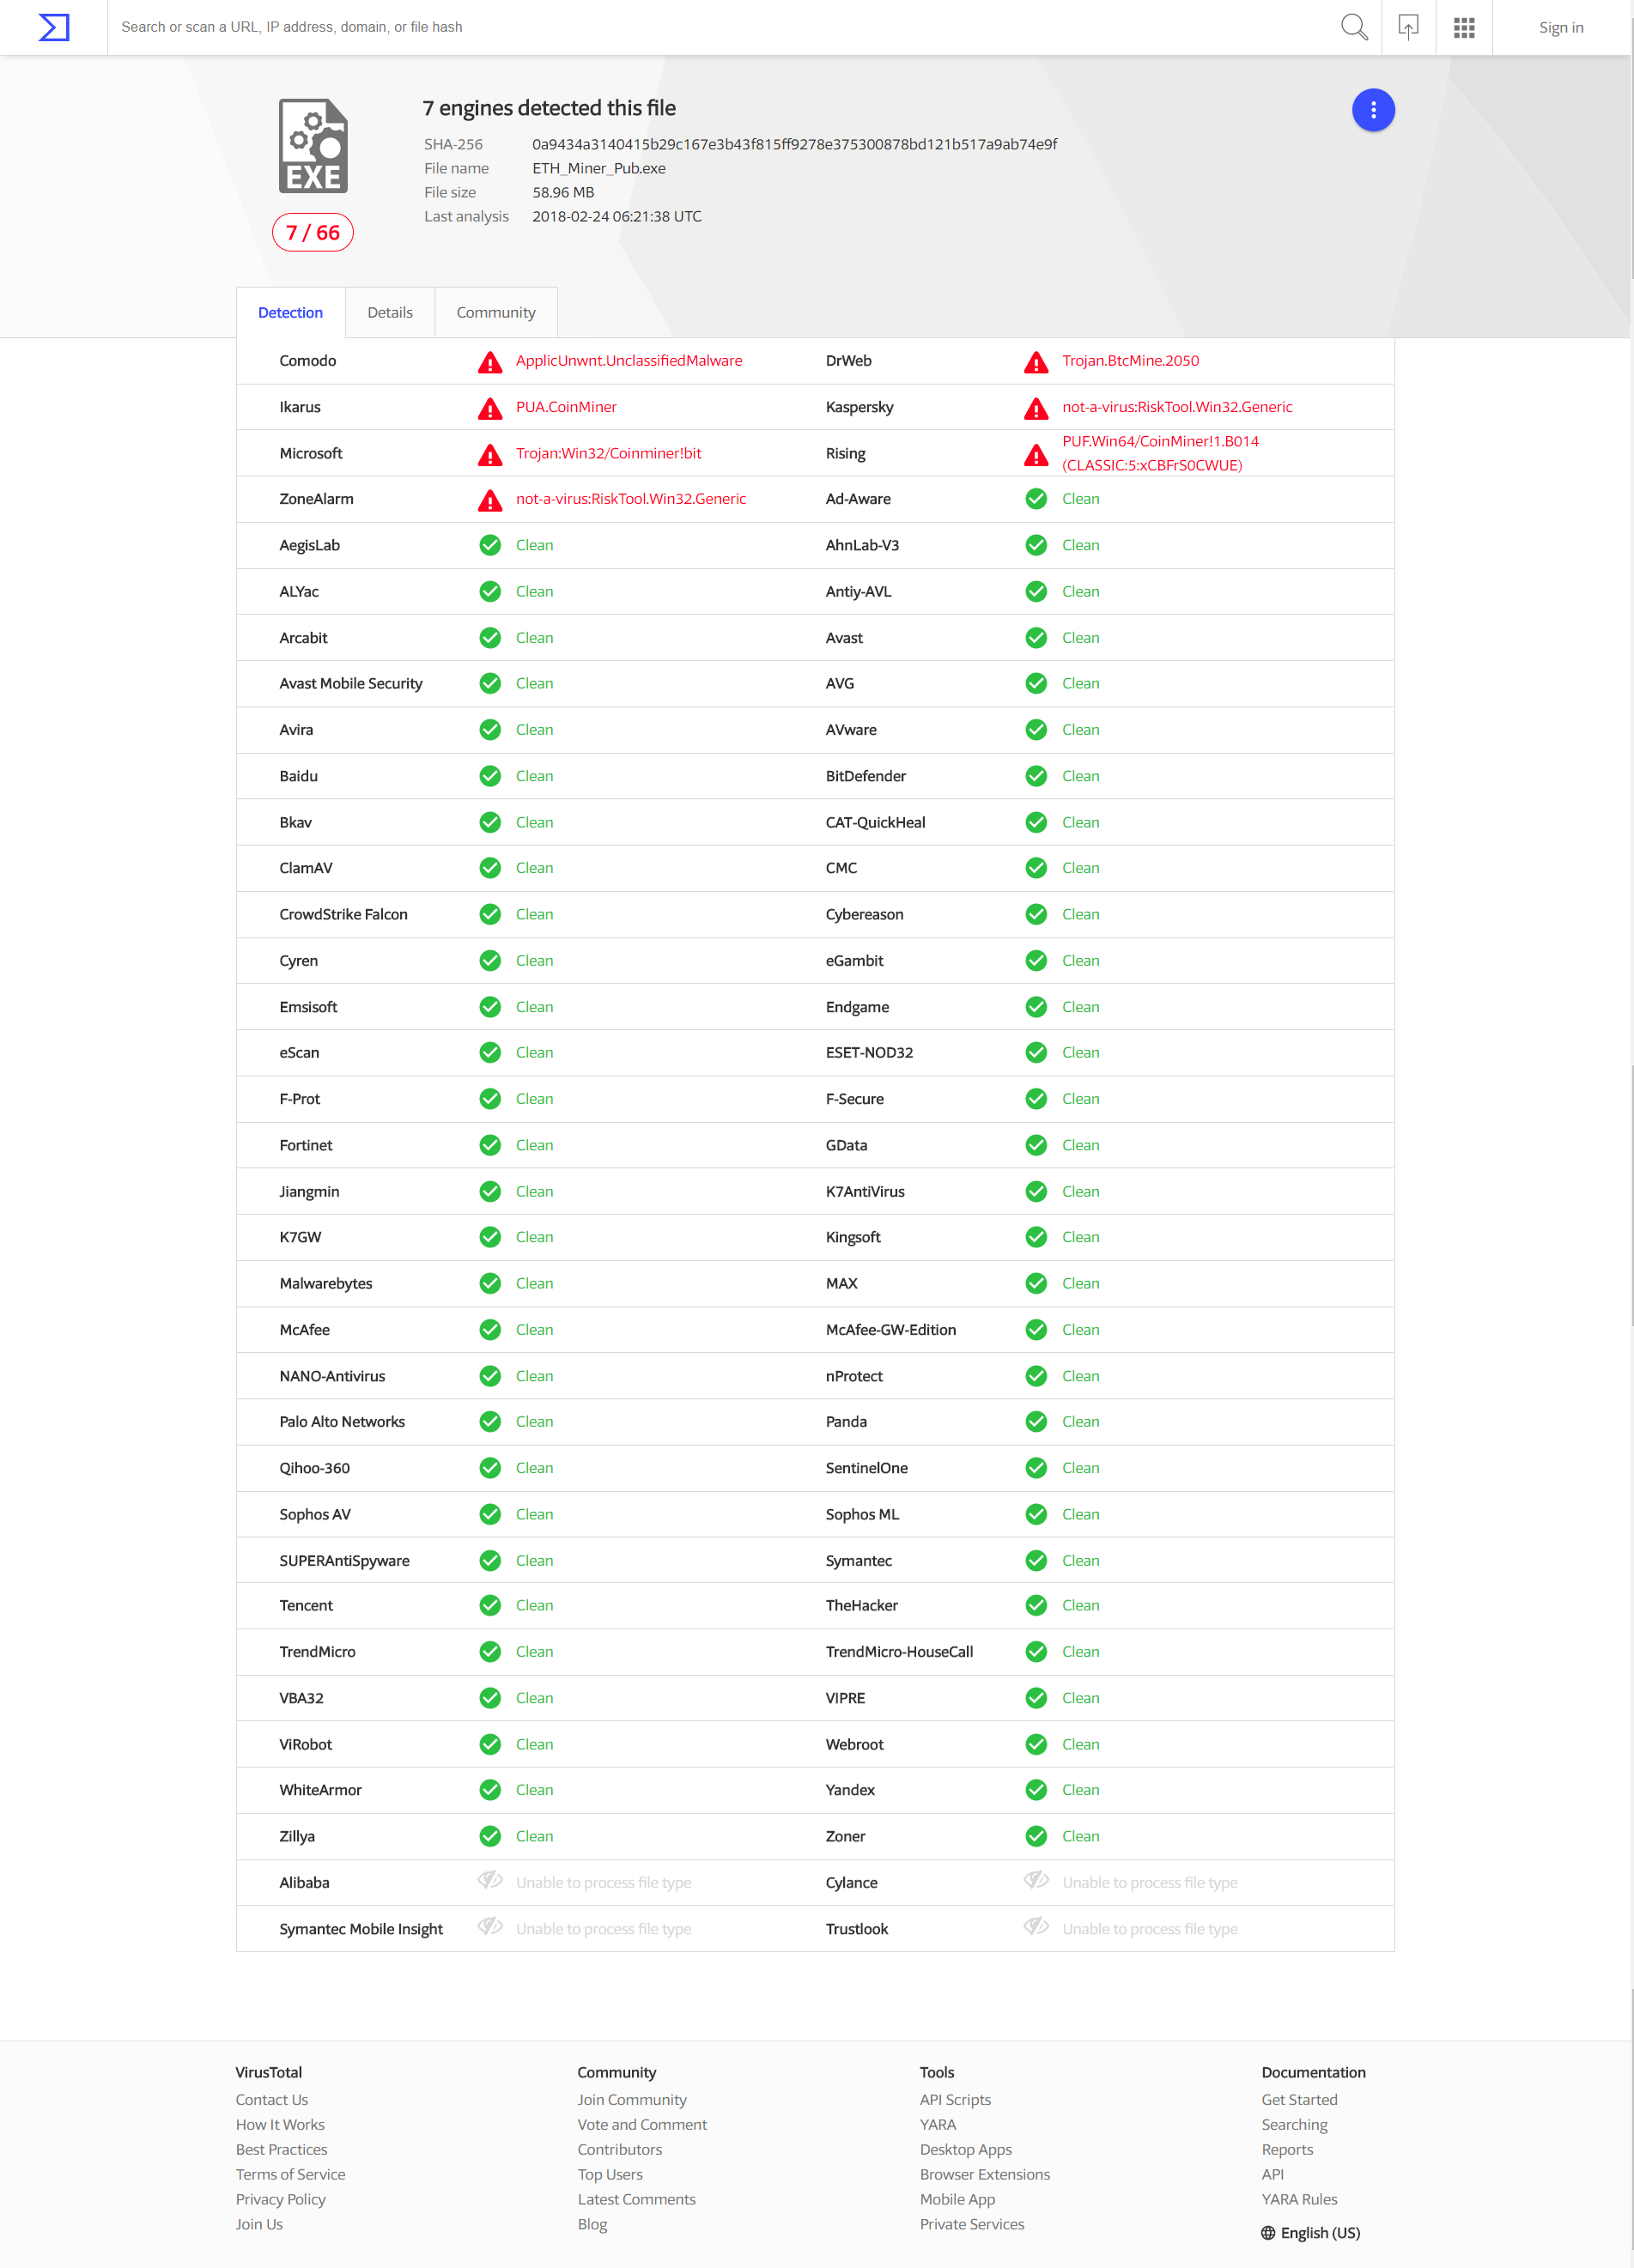 Search or scan a URL, IP address, domain, or file hash
Sign in
EXE
7 / 66
7 engines detected this file
SHA-256 0a9434a3140415b29c167e3b43f815ff9278e375300878bd121b517a9ab74e9f
File name ETH_Miner_Pub.exe
File size 58.96 MB
Last analysis 2018-02-24 06:21:38 UTC
Detection Details Community
Comodo ApplicUnwnt.UnclassifiedMalware DrWeb Trojan.BtcMine.2050
Ikarus PUA.CoinMiner Kaspersky not-a-virus:RiskTool.Win32.Generic
Microsoft Trojan:Win32/Coinminer!bit Rising PUF.Win64/CoinMiner!1.B014
(CLASSIC:5:xCBFrS0CWUE)
ZoneAlarm not-a-virus:RiskTool.Win32.Generic Ad-Aware Clean
AegisLab Clean AhnLab-V3 Clean
ALYac Clean Antiy-AVL Clean
Arcabit Clean Avast Clean
Avast Mobile Security Clean AVG Clean
Avira Clean AVware Clean
Baidu Clean BitDefender Clean
Bkav Clean CAT-QuickHeal Clean
ClamAV Clean CMC Clean
CrowdStrike Falcon Clean Cybereason Clean
Cyren Clean eGambit Clean
Emsisoft Clean Endgame Clean
eScan Clean ESET-NOD32 Clean
F-Prot Clean F-Secure Clean
Fortinet Clean GData Clean
Jiangmin Clean K7AntiVirus Clean
K7GW Clean Kingsoft Clean
Malwarebytes Clean MAX Clean
McAfee Clean McAfee-GW-Edition Clean
NANO-Antivirus Clean nProtect Clean
Palo Alto Networks Clean Panda Clean
Qihoo-360 Clean SentinelOne Clean
Sophos AV Clean Sophos ML Clean
SUPERAntiSpyware Clean Symantec Clean
Tencent Clean TheHacker Clean
TrendMicro Clean TrendMicro-HouseCall Clean
VBA32 Clean VIPRE Clean
ViRobot Clean Webroot Clean
WhiteArmor Clean Yandex Clean
Zillya Clean Zoner Clean
Alibaba Unable to process file type Cylance Unable to process file type
Symantec Mobile Insight Unable to process file type Trustlook Unable to process file type
VirusTotal Community Tools Documentation
Contact Us Join Community API Scripts Get Started
How It Works Vote and Comment YARA Searching
Best Practices Contributors Desktop Apps Reports
Terms of Service Top Users Browser Extensions API
Privacy Policy Latest Comments Mobile App YARA Rules
Join Us Blog Private Services
English (US)